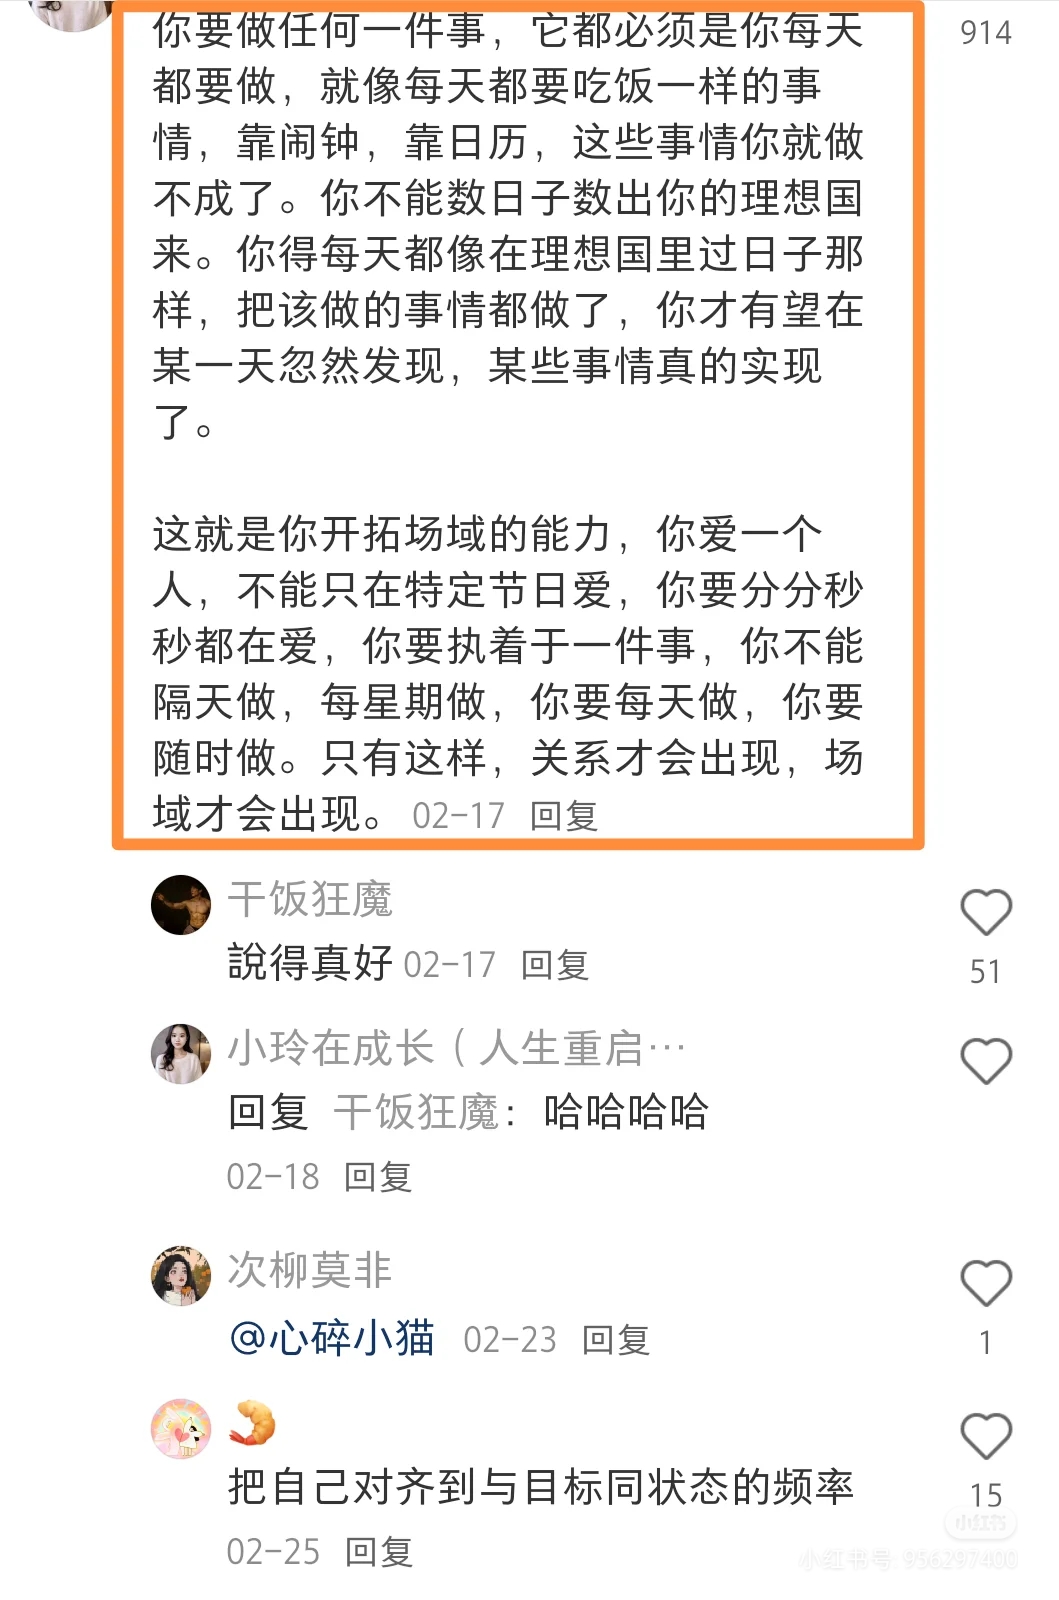 你要做任何一件事，它都必须是你每天
914
都要做，就像每天都要吃饭一样的事
情，靠闹钟，靠日历，这些事情你就做
不成了。你不能数日子数出你的理想国
来。你得每天都像在理想国里过日子那
样，把该做的事情都做了，你才有望在
某一天忽然发现，某些事情真的实现
了。
这就是你开拓场域的能力，你爱一个
人，不能只在特定节日爱，你要分分秒
秒都在爱，你要执着于一件事，你不能
隔天做，每星期做，你要每天做，你要
随时做。只有这样，关系才会出现，场
域才会出现。 02-17 回复
干饭狂魔
說得真好 02-17 回复
51
小玲在成长（人生重启…
回复 干饭狂魔：哈哈哈哈
02-18 回复
次柳莫非
@心碎小猫 02-23 回复
1
🍤
把自己对齐到与目标同状态的频率
15
02-25 回复
小红书
小红书号: 956297400